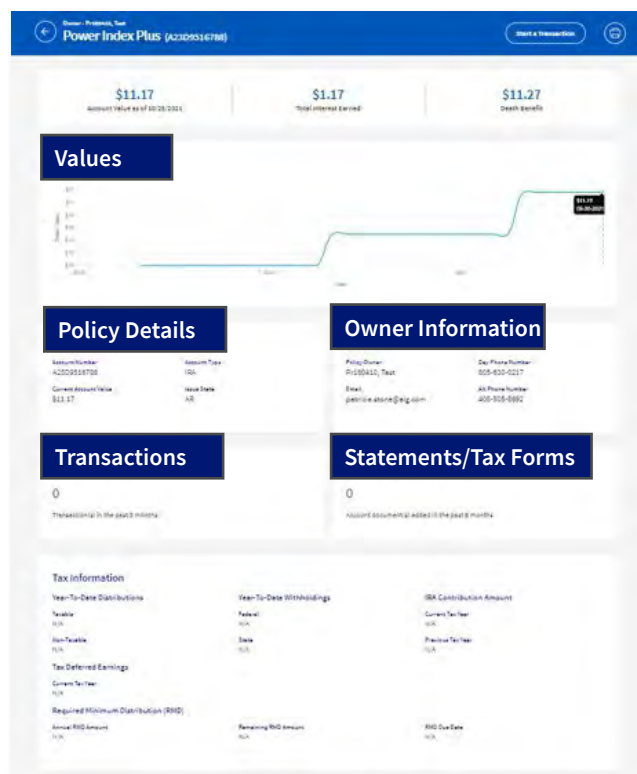 Power Index Plus (A23D9516788)
Start a Transaction
$11.17
$1.17
$11.27
Account Value as of 10/28/2021
Total Interest Earned
Death Benefit
Values
$11.17
Policy Details
Owner Information
Account Number
Account Type
Policy Owner
Day Phone Number
A23D9516788
IRA
Current Account Value
Issue State
Email
Alt Phone Number
$11.17
AR
Transactions
Statements/Tax Forms
0
0
Transaction(s) in the past 6 months
Account document(s) added in the past 6 months
Tax Information
Year-To-Date Distributions
Year-To-Date Withholdings
IRA Contribution Amount
Taxable
Federal
Current Tax Year
N/A
N/A
N/A
Non-Taxable
State
Previous Tax Year
N/A
N/A
N/A
Tax Deferred Earnings
Current Tax Year
N/A
Required Minimum Distribution (RMD)
Annual RMD Amount
Remaining RMD Amount
RMD Due Date
N/A
N/A
N/A